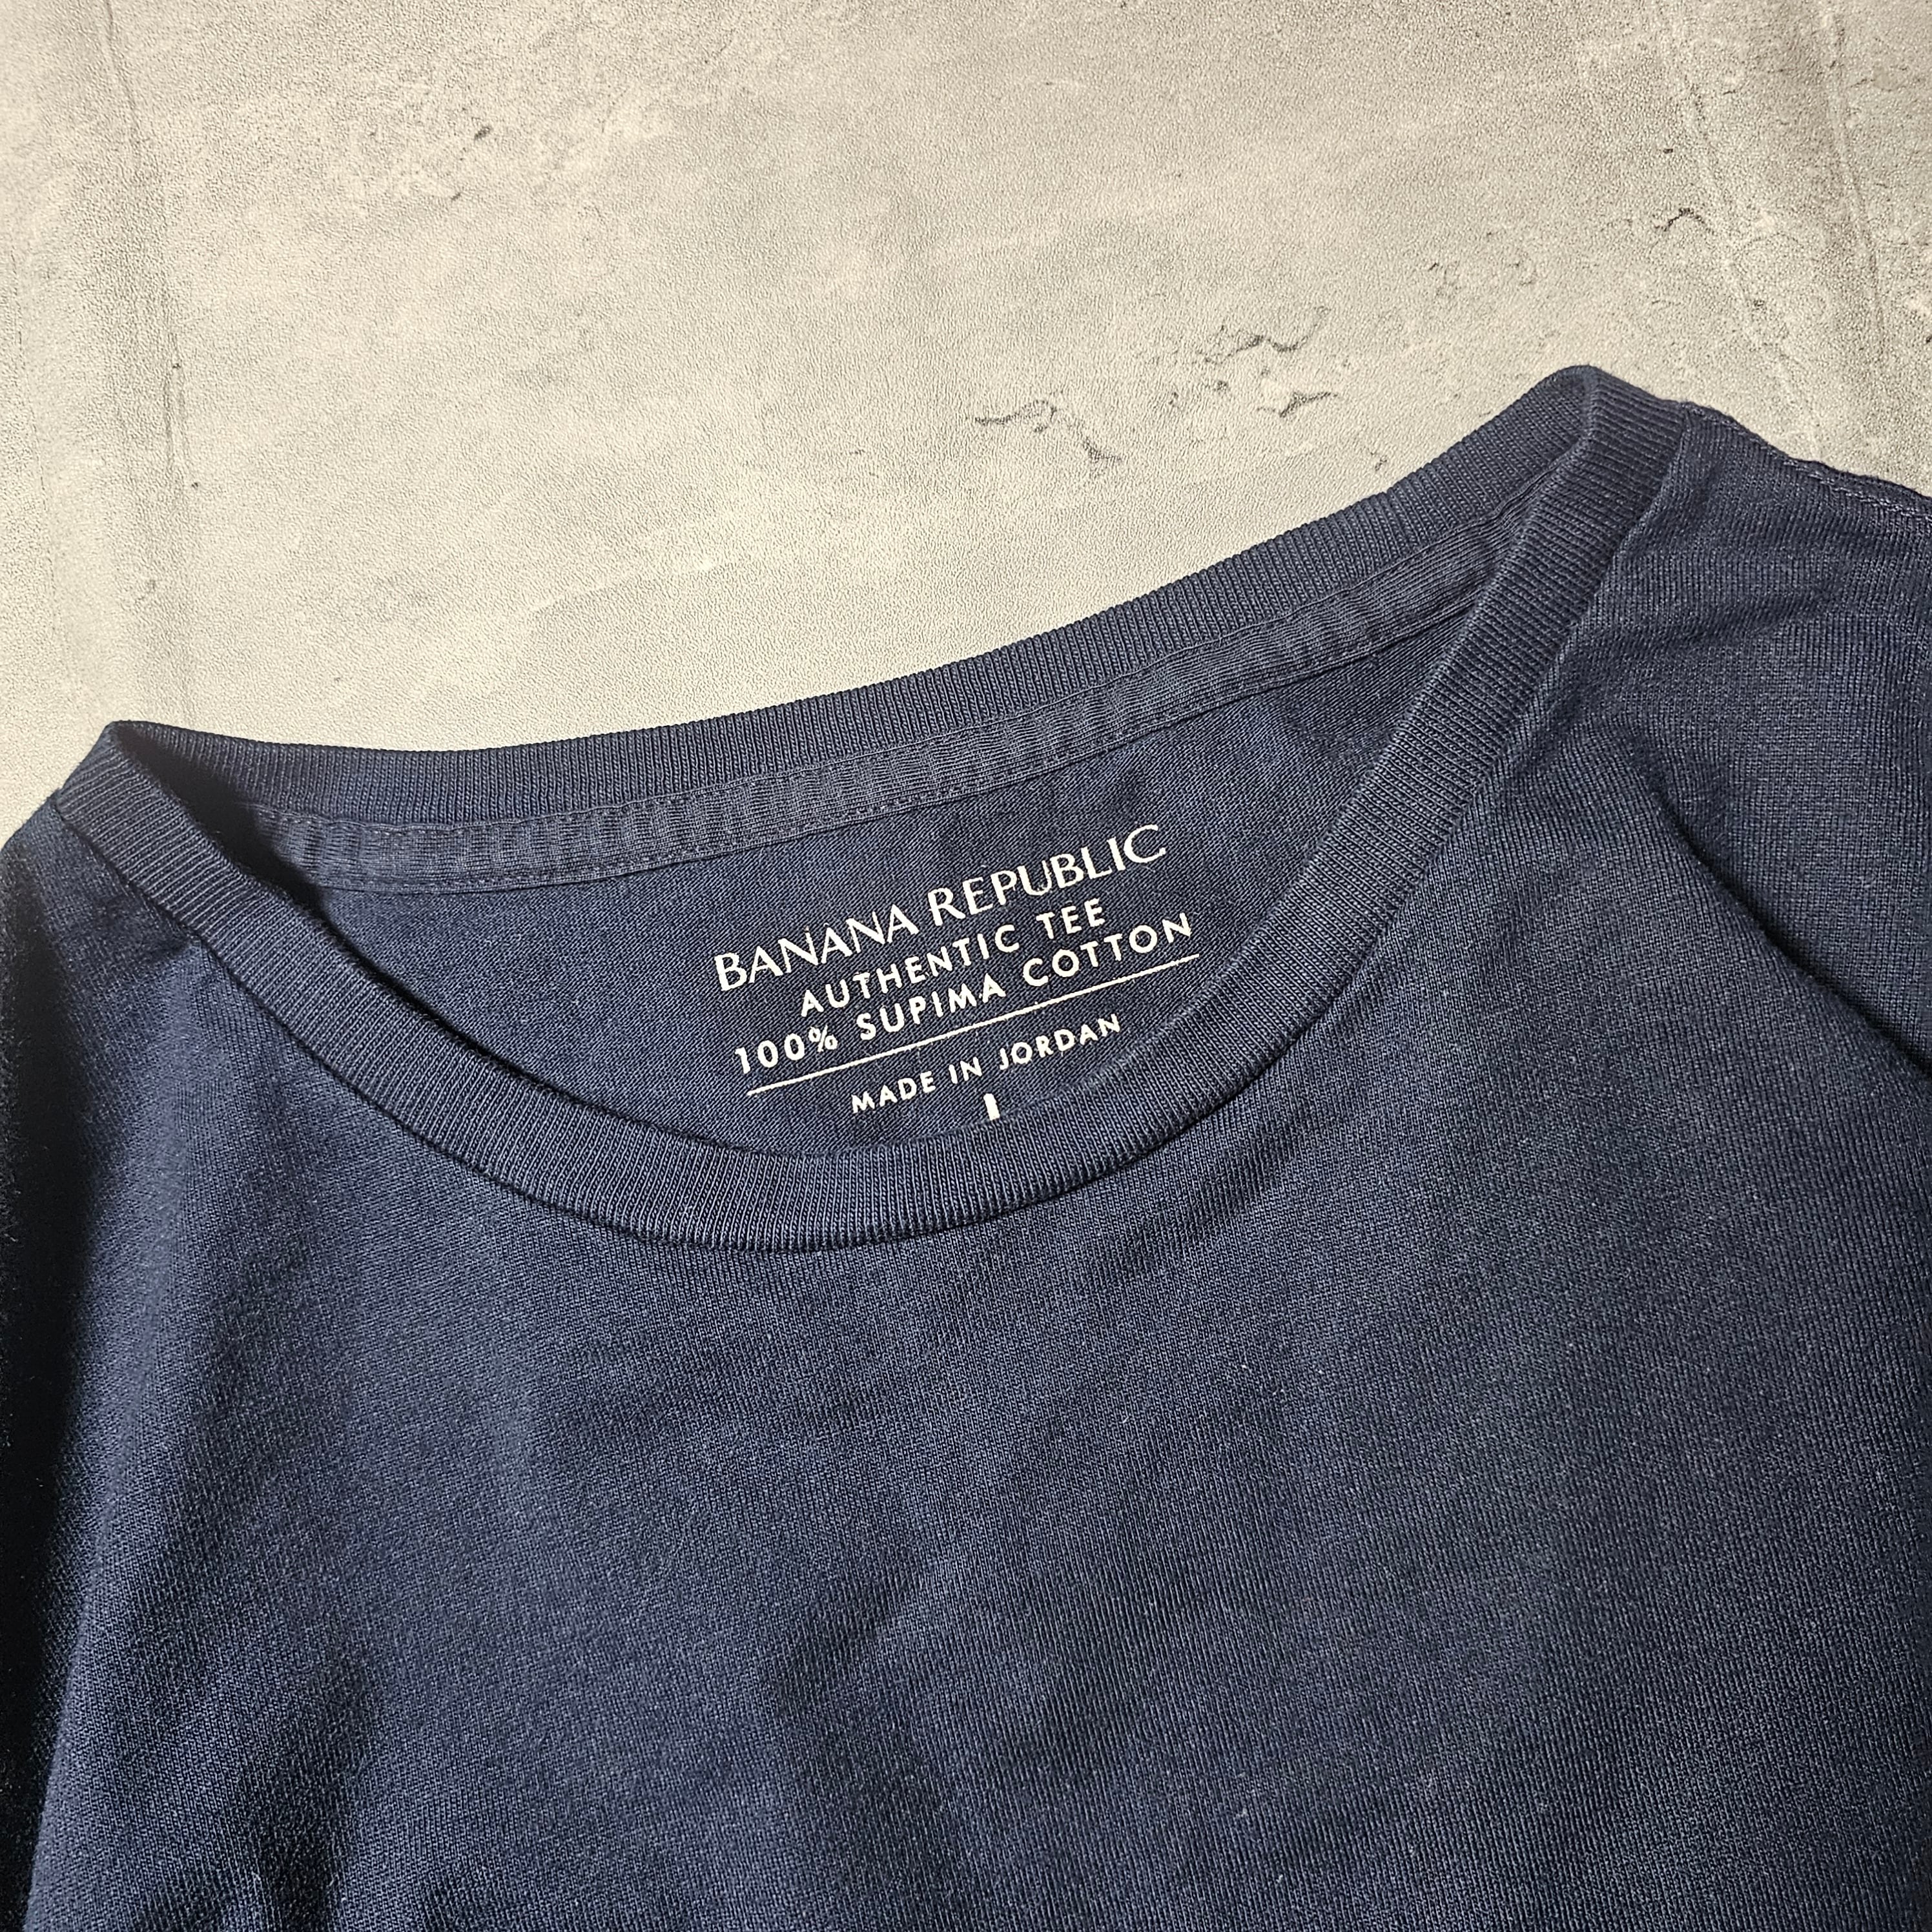 BANANA REPUBLIC
AUTHENTIC TEE
100% SUPIMA COTTON
MADE IN JORDAN